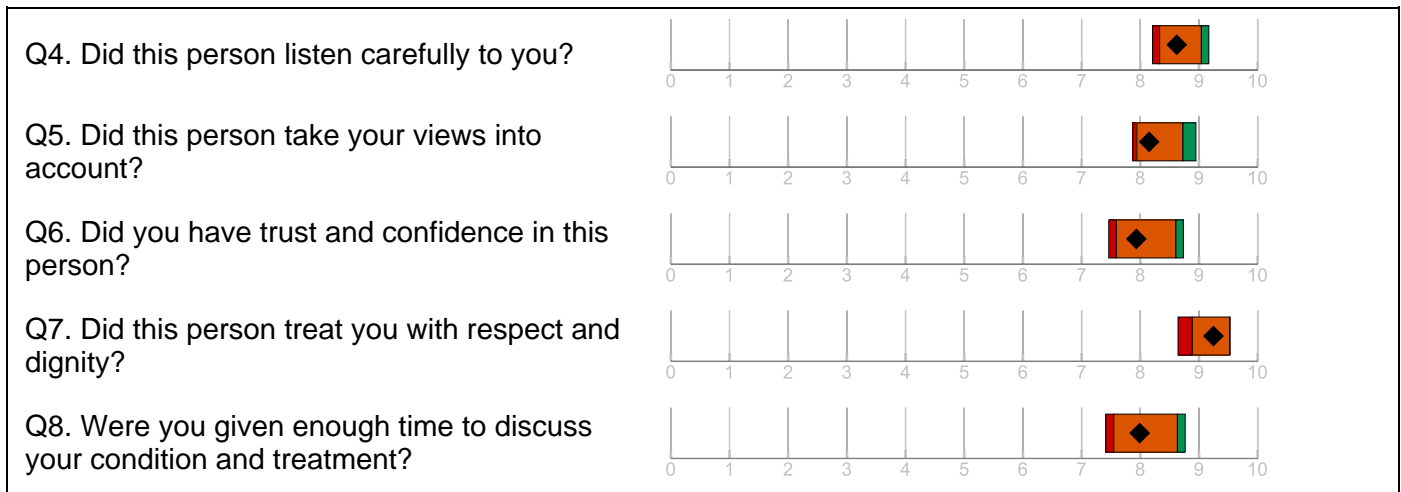 Q4. Did this person listen carefully to you?
0 1 2 3 4 5 6 7 8 9 10
Q5. Did this person take your views into
account?
0 1 2 3 4 5 6 7 8 9 10
Q6. Did you have trust and confidence in this
person?
0 1 2 3 4 5 6 7 8 9 10
Q7. Did this person treat you with respect and
dignity?
0 1 2 3 4 5 6 7 8 9 10
Q8. Were you given enough time to discuss
your condition and treatment?
0 1 2 3 4 5 6 7 8 9 10